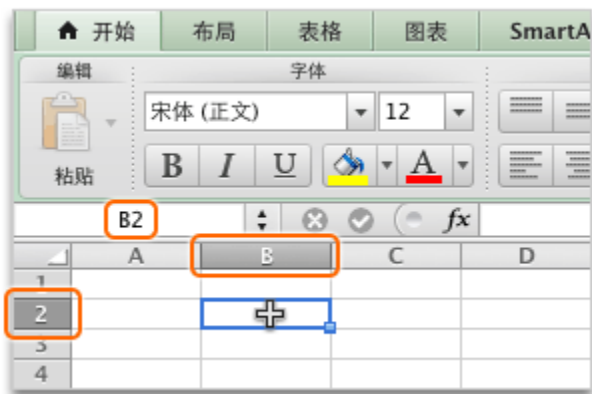 开始 布局 表格 图表 SmartA
编辑 字体
宋体 (正文) 12
粘贴 B I U A
B2 fx
A B C D
1
2
3
4